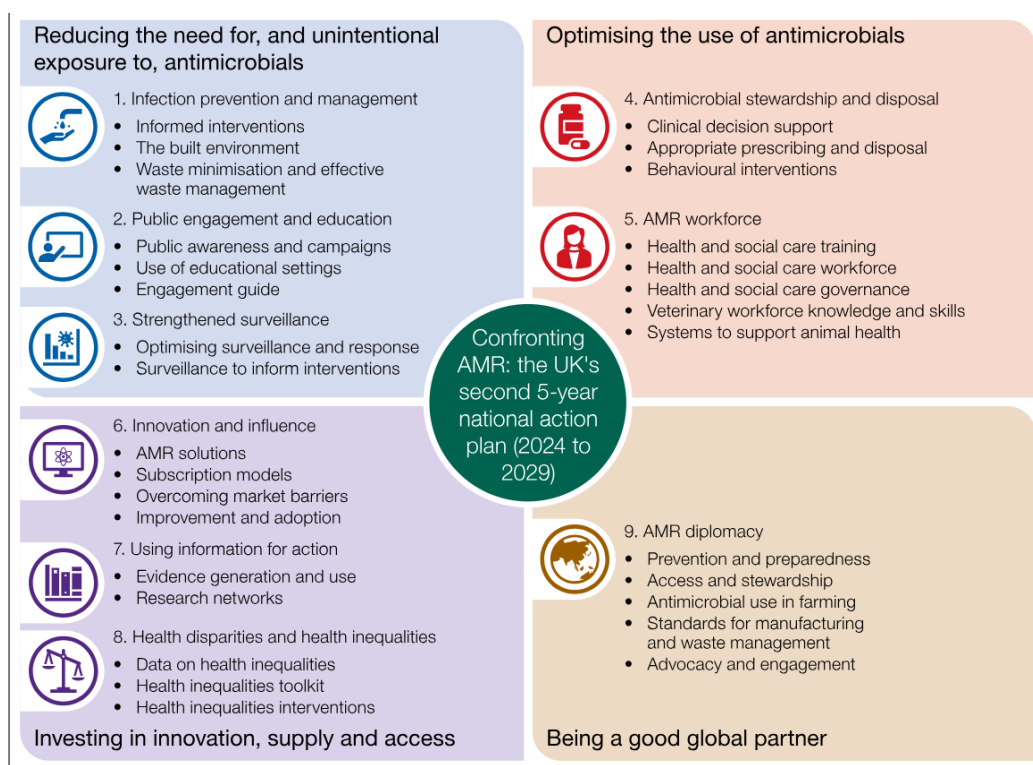 Reducing the need for, and unintentional
exposure to, antimicrobials
1. Infection prevention and management
• Informed interventions
• The built environment
• Waste minimisation and effective
waste management
2. Public engagement and education
• Public awareness and campaigns
• Use of educational settings
• Engagement guide
3. Strengthened surveillance
• Optimising surveillance and response
• Surveillance to inform interventions
Optimising the use of antimicrobials
4. Antimicrobial stewardship and disposal
• Clinical decision support
• Appropriate prescribing and disposal
• Behavioural interventions
5. AMR workforce
• Health and social care training
• Health and social care workforce
• Health and social care governance
• Veterinary workforce knowledge and skills
• Systems to support animal health
Confronting
AMR: the UK's
second 5-year
national action
plan (2024 to
2029)
6. Innovation and influence
• AMR solutions
• Subscription models
• Overcoming market barriers
• Improvement and adoption
7. Using information for action
• Evidence generation and use
• Research networks
8. Health disparities and health inequalities
• Data on health inequalities
• Health inequalities toolkit
• Health inequalities interventions
Investing in innovation, supply and access
9. AMR diplomacy
• Prevention and preparedness
• Access and stewardship
• Antimicrobial use in farming
• Standards for manufacturing
and waste management
• Advocacy and engagement
Being a good global partner